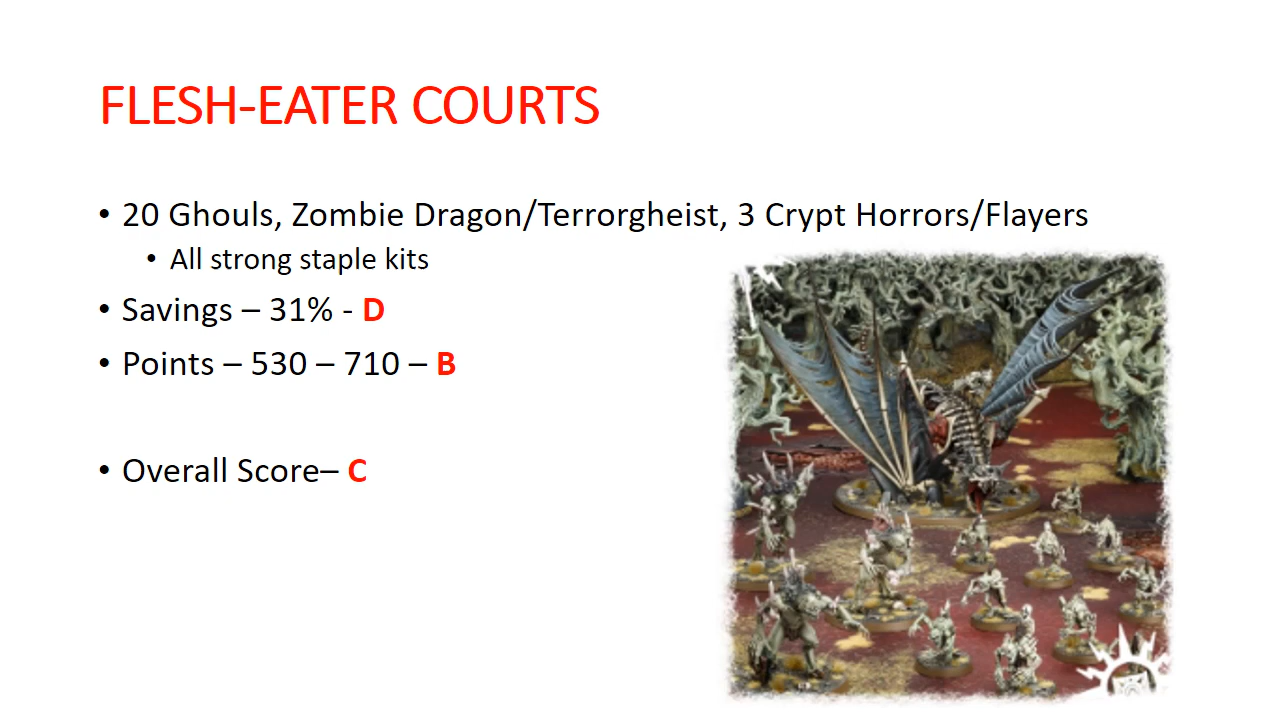 FLESH-EATER COURTS
• 20 Ghouls, Zombie Dragon/Terrorgheist, 3 Crypt Horrors/Flayers
• All strong staple kits
• Savings – 31% - D
• Points – 530 – 710 – B
• Overall Score– C